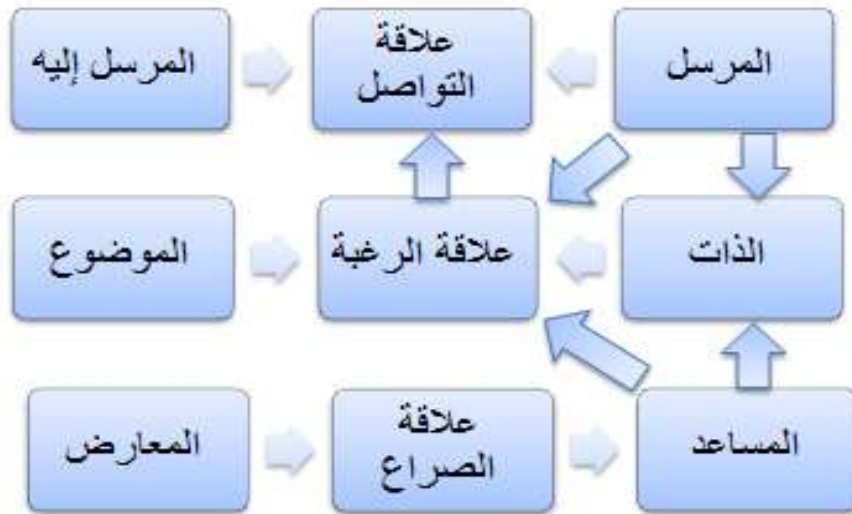 المرسل
علاقة
التواصل
المرسل إليه
الذات
علاقة الرغبة
الموضوع
المساعد
علاقة
الصراع
المعارض